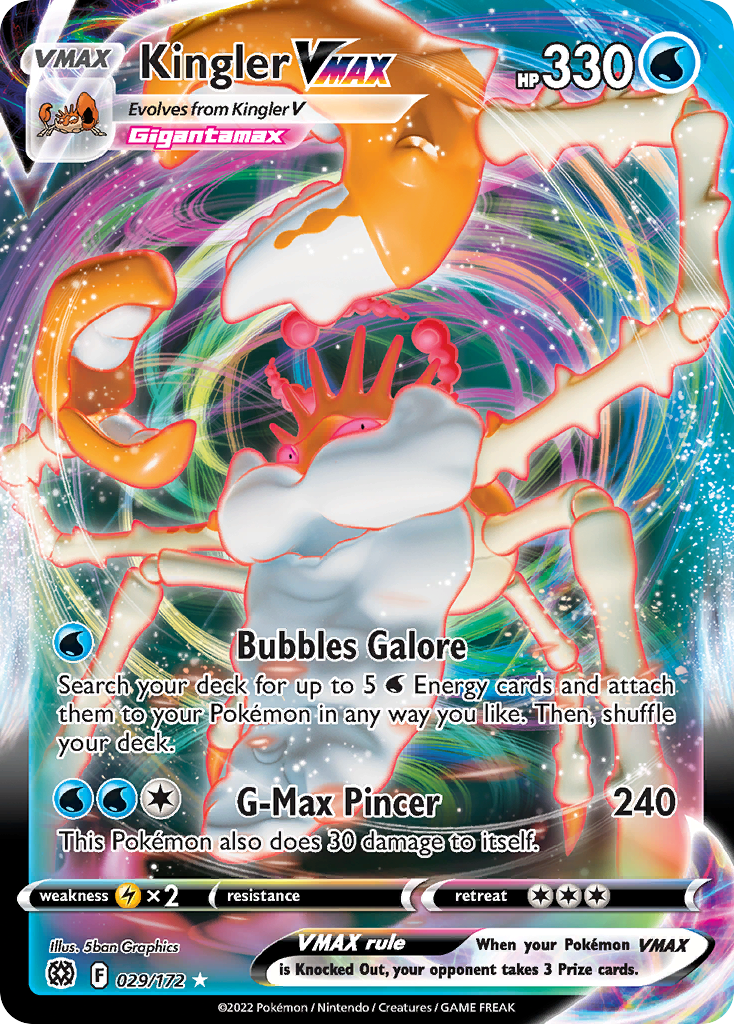 VMAX
Kingler VMAX
HP 330
Evolves from Kingler V
Gigantamax
Bubbles Galore
Search your deck for up to 5 Energy cards and attach
them to your Pokémon in any way you like. Then, shuffle
your deck.
G-Max Pincer 240
This Pokémon also does 30 damage to itself.
weakness ×2 resistance retreat
Illus. 5ban Graphics
VMAX rule When your Pokémon VMAX
is Knocked Out, your opponent takes 3 Prize cards.
F 029/172
©2022 Pokémon / Nintendo / Creatures / GAME FREAK